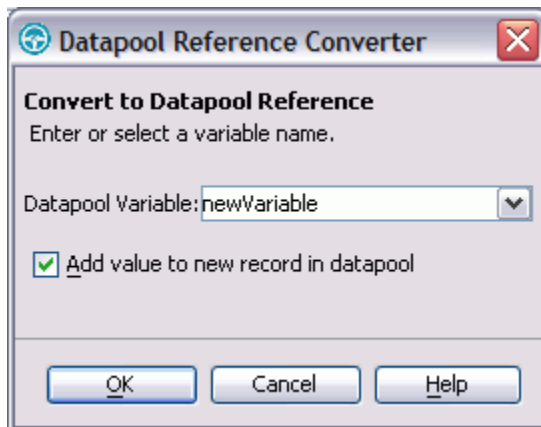 Datapool Reference Converter
Convert to Datapool Reference
Enter or select a variable name.
Datapool Variable: newVariable
Add value to new record in datapool
OK Cancel Help